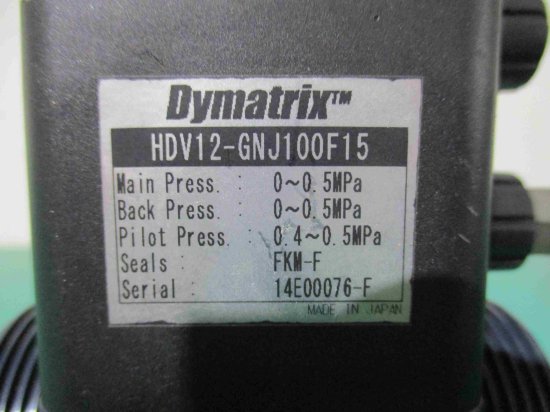 Dymatrix™
HDV12-GNJ100F15
Main Press. : 0~0.5MPa
Back Press. : 0~0.5MPa
Pilot Press. : 0.4~0.5MPa
Seals : FKM-F
Serial : 14E00076-F
MADE IN JAPAN